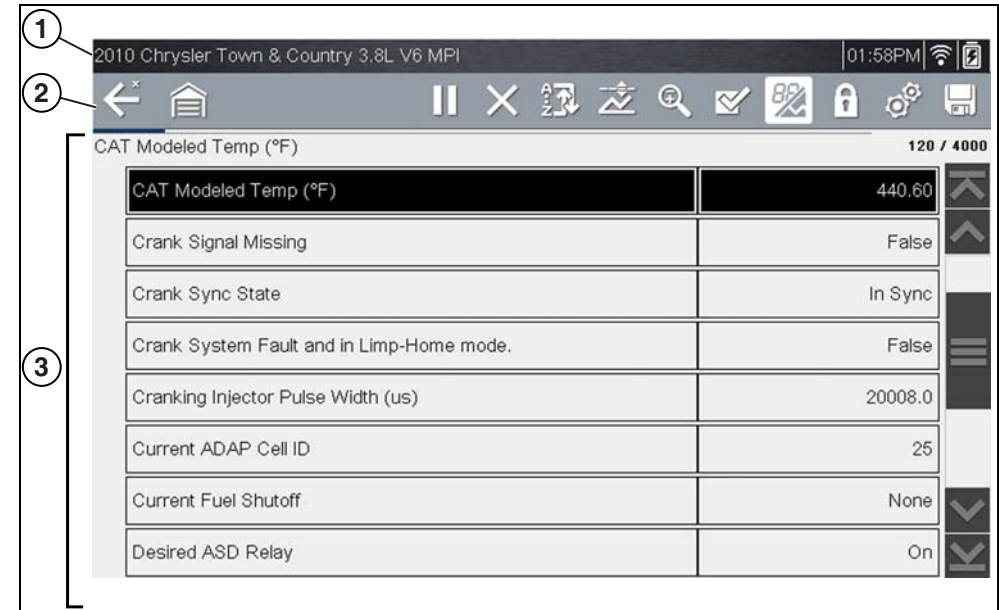 1
2010 Chrysler Town & Country 3.8L V6 MPI 01:58PM
2
CAT Modeled Temp (°F) 120 / 4000
CAT Modeled Temp (°F) 440.60
Crank Signal Missing False
Crank Sync State In Sync
Crank System Fault and in Limp-Home mode. False
3
Cranking Injector Pulse Width (us) 20008.0
Current ADAP Cell ID 25
Current Fuel Shutoff None
Desired ASD Relay On